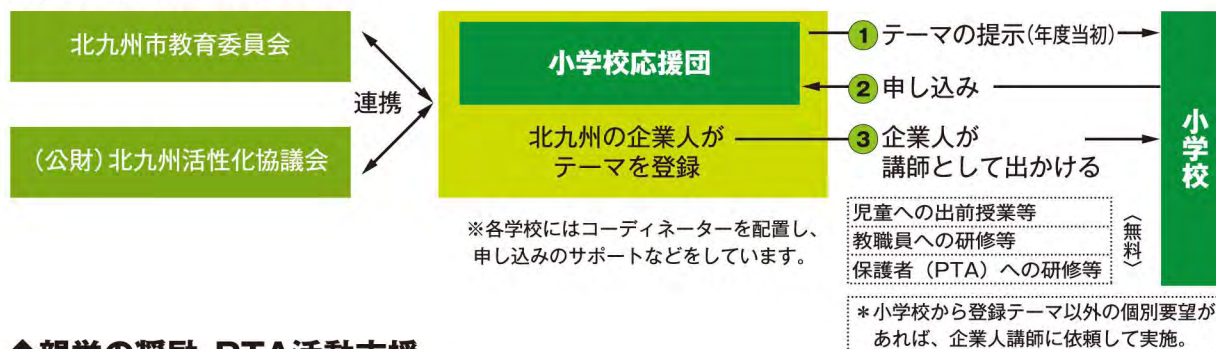 北九州市教育委員会
(公財)北九州活性化協議会
連携
小学校応援団
北九州の企業人が
テーマを登録
※各学校にはコーディネーターを配置し、
申し込みのサポートなどをしています。
1 テーマの提示(年度当初)
2 申し込み
3 企業人が
講師として出かける
児童への出前授業等
教職員への研修等
保護者(PTA)への研修等
〈無料〉
小学校
*小学校から登録テーマ以外の個別要望が
あれば、企業人講師に依頼して実施。